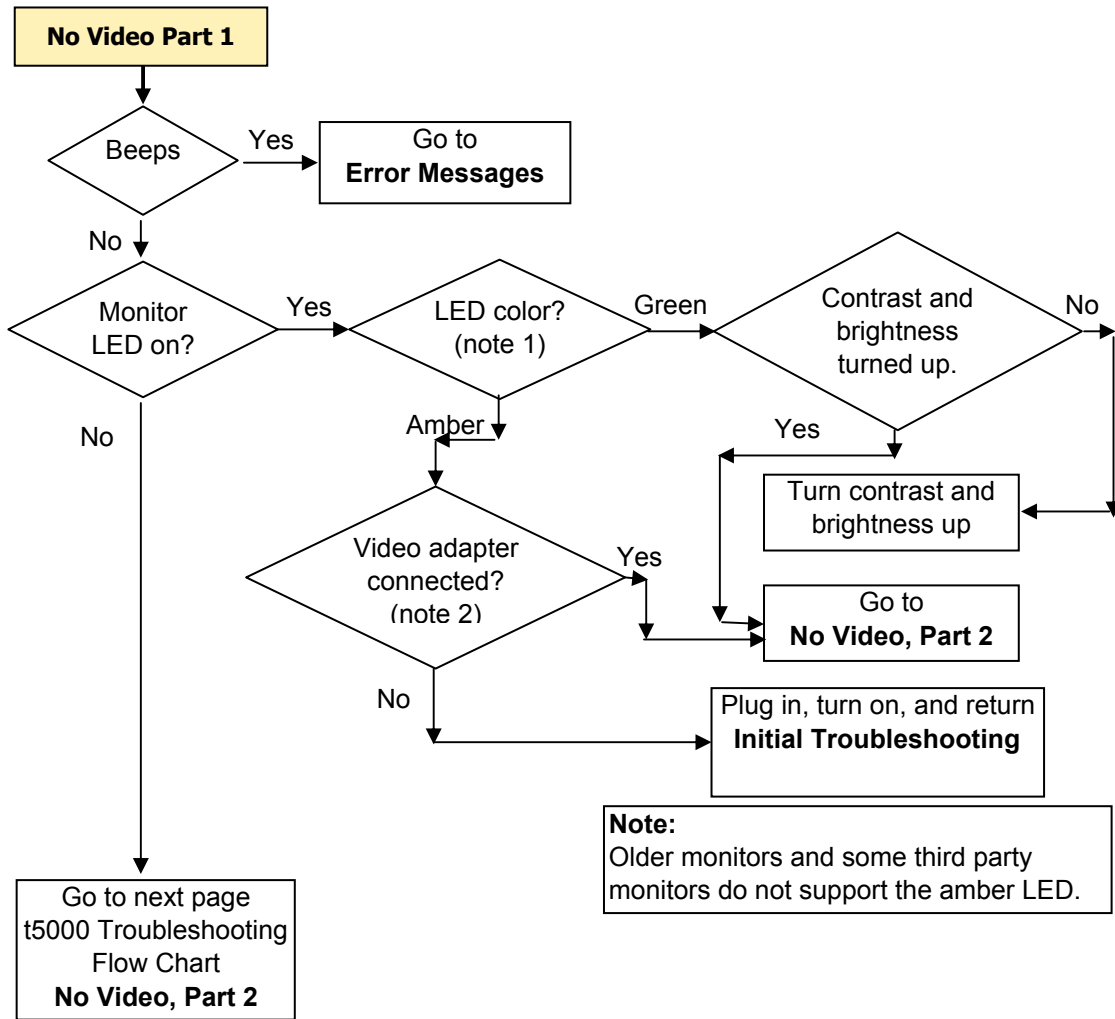 No Video Part 1
Beeps
Yes
Go to
Error Messages
No
Monitor
LED on?
Yes
LED color?
(note 1)
Green
Contrast and
brightness
turned up.
No
No
Amber
Yes
Turn contrast and
brightness up
Video adapter
connected?
(note 2)
Yes
Go to
No Video, Part 2
No
Plug in, turn on, and return
Initial Troubleshooting
Note:
Older monitors and some third party
monitors do not support the amber LED.
Go to next page
t5000 Troubleshooting
Flow Chart
No Video, Part 2